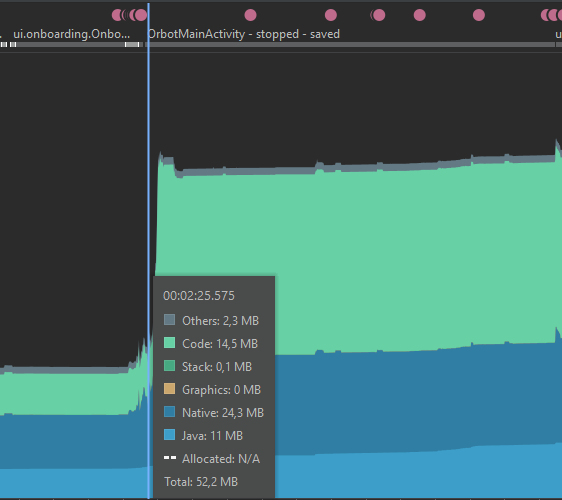 . ui.onboarding.Onbo... OrbotMainActivity - stopped - saved u
00:02:25.575
Others: 2,3 MB
Code: 14,5 MB
Stack: 0,1 MB
Graphics: 0 MB
Native: 24,3 MB
Java: 11 MB
Allocated: N/A
Total: 52,2 MB